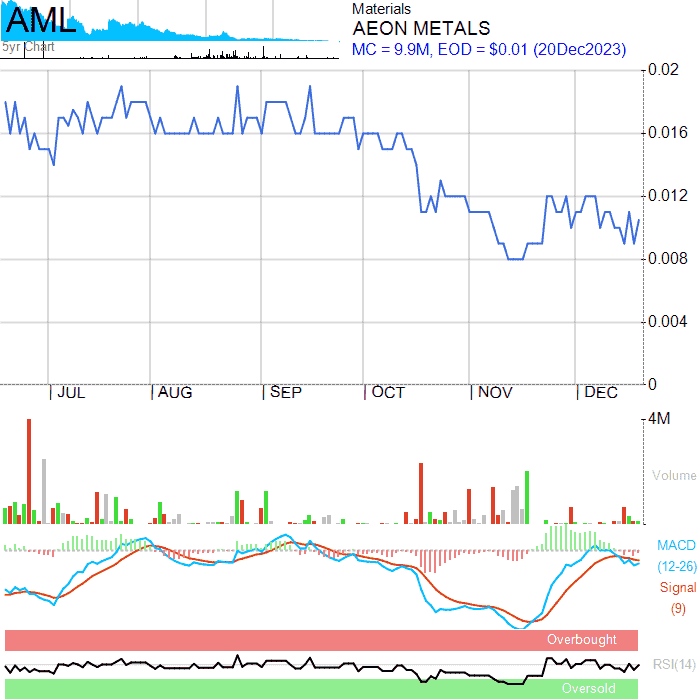 AML
5yr Chart
Materials
AEON METALS
MC = 9.9M, EOD = $0.01 (20Dec2023)
0.02
0.016
0.012
0.008
0.004
0
JUL AUG SEP OCT NOV DEC
4M
Volume
MACD
(12-26)
Signal
(9)
Overbought
RSI(14)
Oversold